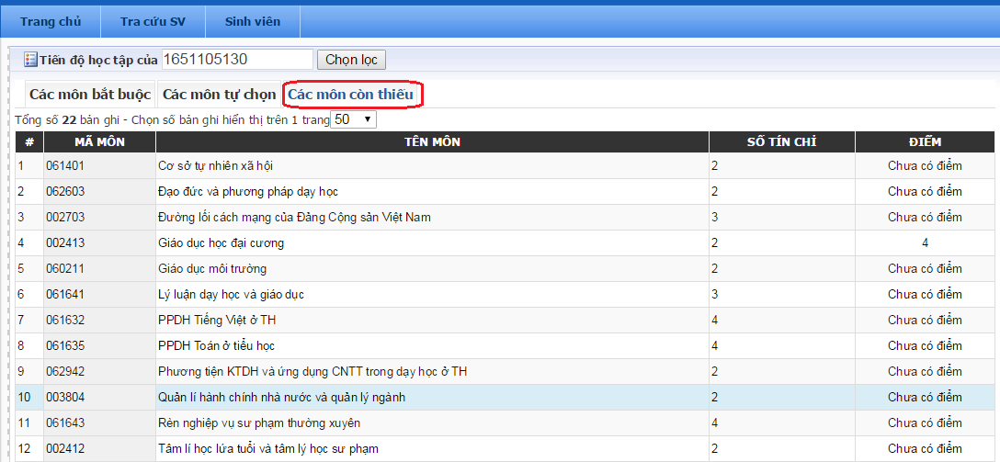 Trang chủ Tra cứu SV Sinh viên
Tiến độ học tập của 1651105130 Chọn lọc
Các môn bắt buộc Các môn tự chọn Các môn còn thiếu
Tổng số 22 bản ghi - Chọn số bản ghi hiển thị trên 1 trang 50
# MÃ MÔN TÊN MÔN SỐ TÍN CHỈ ĐIỂM
1 061401 Cơ sở tự nhiên xã hội 2 Chưa có điểm
2 062603 Đạo đức và phương pháp dạy học 2 Chưa có điểm
3 002703 Đường lối cách mạng của Đảng Cộng sản Việt Nam 3 Chưa có điểm
4 002413 Giáo dục học đại cương 2 4
5 060211 Giáo dục môi trường 2 Chưa có điểm
6 061641 Lý luận dạy học và giáo dục 3 Chưa có điểm
7 061632 PPDH Tiếng Việt ở TH 4 Chưa có điểm
8 061635 PPDH Toán ở tiểu học 4 Chưa có điểm
9 062942 Phương tiện KTDH và ứng dụng CNTT trong dạy học ở TH 2 Chưa có điểm
10 003804 Quản lí hành chính nhà nước và quản lý ngành 2 Chưa có điểm
11 061643 Rèn nghiệp vụ sư phạm thường xuyên 4 Chưa có điểm
12 002412 Tâm lí học lứa tuổi và tâm lý học sư phạm 2 Chưa có điểm